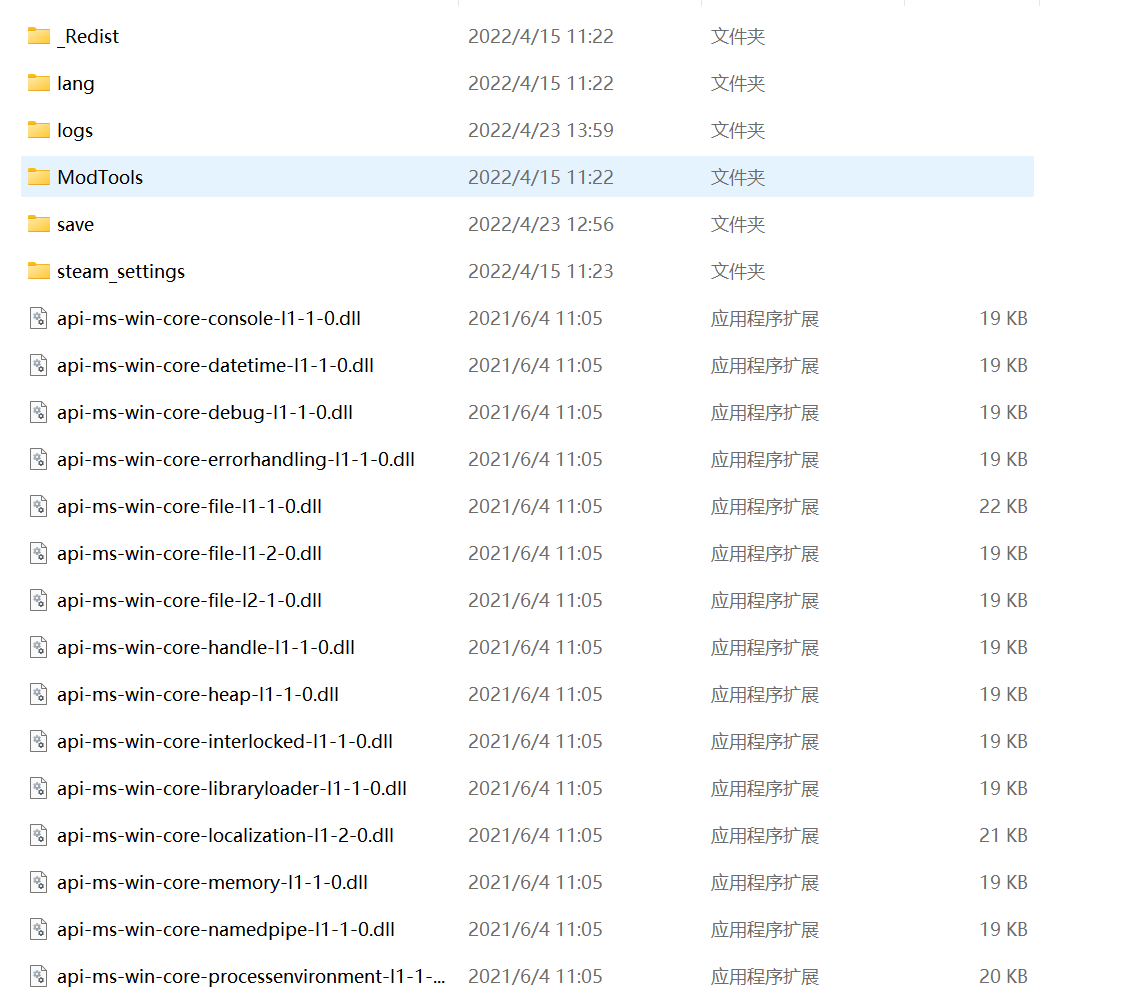 _Redist 2022/4/15 11:22 文件夹
lang 2022/4/15 11:22 文件夹
logs 2022/4/23 13:59 文件夹
ModTools 2022/4/15 11:22 文件夹
save 2022/4/23 12:56 文件夹
steam_settings 2022/4/15 11:23 文件夹
api-ms-win-core-console-l1-1-0.dll 2021/6/4 11:05 应用程序扩展 19 KB
api-ms-win-core-datetime-l1-1-0.dll 2021/6/4 11:05 应用程序扩展 19 KB
api-ms-win-core-debug-l1-1-0.dll 2021/6/4 11:05 应用程序扩展 19 KB
api-ms-win-core-errorhandling-l1-1-0.dll 2021/6/4 11:05 应用程序扩展 19 KB
api-ms-win-core-file-l1-1-0.dll 2021/6/4 11:05 应用程序扩展 22 KB
api-ms-win-core-file-l1-2-0.dll 2021/6/4 11:05 应用程序扩展 19 KB
api-ms-win-core-file-l2-1-0.dll 2021/6/4 11:05 应用程序扩展 19 KB
api-ms-win-core-handle-l1-1-0.dll 2021/6/4 11:05 应用程序扩展 19 KB
api-ms-win-core-heap-l1-1-0.dll 2021/6/4 11:05 应用程序扩展 19 KB
api-ms-win-core-interlocked-l1-1-0.dll 2021/6/4 11:05 应用程序扩展 19 KB
api-ms-win-core-libraryloader-l1-1-0.dll 2021/6/4 11:05 应用程序扩展 19 KB
api-ms-win-core-localization-l1-2-0.dll 2021/6/4 11:05 应用程序扩展 21 KB
api-ms-win-core-memory-l1-1-0.dll 2021/6/4 11:05 应用程序扩展 19 KB
api-ms-win-core-namedpipe-l1-1-0.dll 2021/6/4 11:05 应用程序扩展 19 KB
api-ms-win-core-processenvironment-l1-1-... 2021/6/4 11:05 应用程序扩展 20 KB